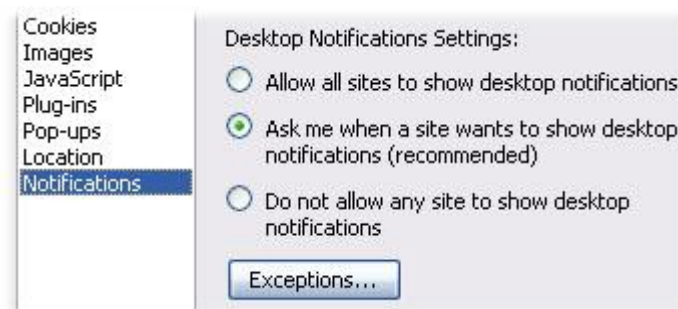 Cookies
Images
JavaScript
Plug-ins
Pop-ups
Location
Notifications
Desktop Notifications Settings:
Allow all sites to show desktop notifications
Ask me when a site wants to show desktop
notifications (recommended)
Do not allow any site to show desktop
notifications
Exceptions...